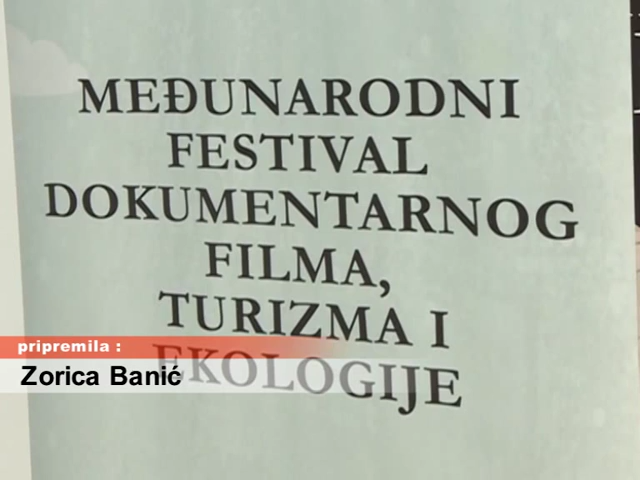 MEĐUNARODNI
FESTIVAL
DOKUMENTARNOG
FILMA,
TURIZMA I
EKOLOGIJE
pripremila :
Zorica Banić